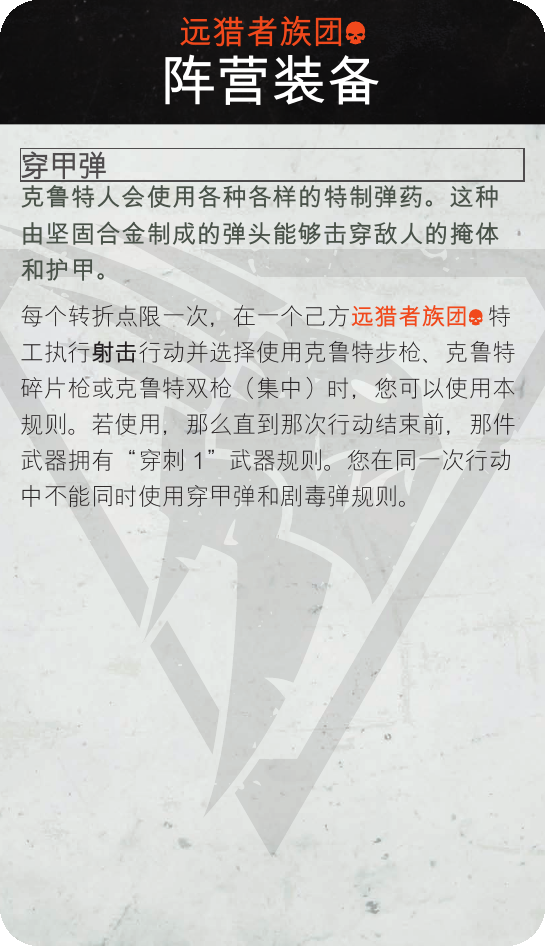 远猎者族团
阵营装备
穿甲弹
克鲁特人会使用各种各样的特制弹药。这种
由坚固合金制成的弹头能够击穿敌人的掩体
和护甲。
每个转折点限一次，在一个己方远猎者族团特
工执行射击行动并选择使用克鲁特步枪、克鲁特
碎片枪或克鲁特双枪（集中）时，您可以使用本
规则。若使用，那么直到那次行动结束前，那件
武器拥有“穿刺 1”武器规则。您在同一次行动
中不能同时使用穿甲弹和剧毒弹规则。